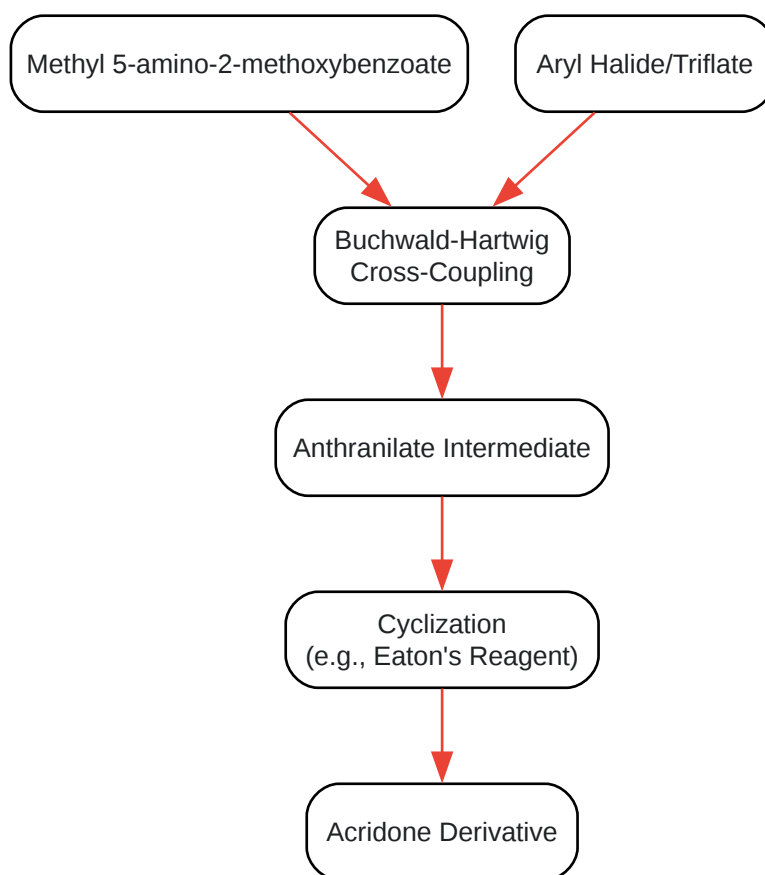 Methyl 5-amino-2-methoxybenzoate
Aryl Halide/Triflate
Buchwald-Hartwig
Cross-Coupling
Anthranilate Intermediate
Cyclization
(e.g., Eaton's Reagent)
Acridone Derivative